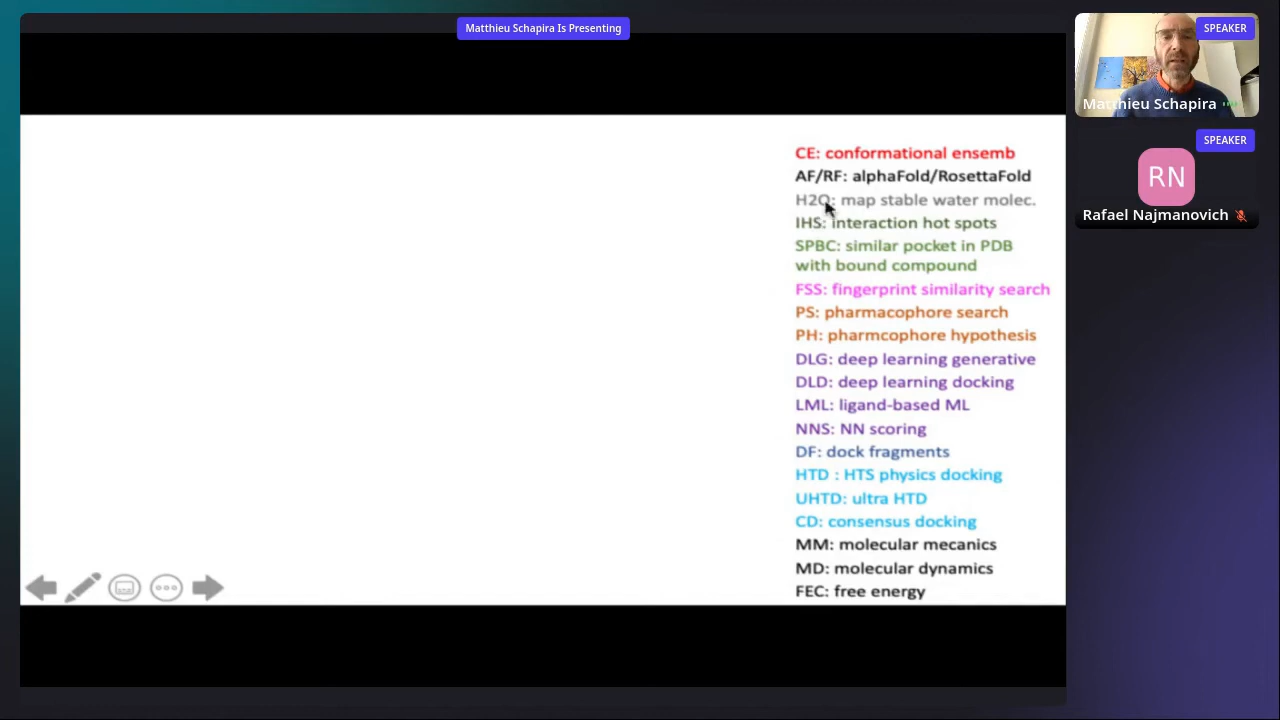 Matthieu Schapira Is Presenting
SPEAKER
Matthieu Schapira
SPEAKER
RN
Rafael Najmanovich
CE: conformational ensemb
AF/RF: alphaFold/RosettaFold
H2O: map stable water molec.
IHS: interaction hot spots
SPBC: similar pocket in PDB
with bound compound
FSS: fingerprint similarity search
PS: pharmacophore search
PH: pharmcophore hypothesis
DLG: deep learning generative
DLD: deep learning docking
LML: ligand-based ML
NNS: NN scoring
DF: dock fragments
HTD : HTS physics docking
UHTD: ultra HTD
CD: consensus docking
MM: molecular mecanics
MD: molecular dynamics
FEC: free energy